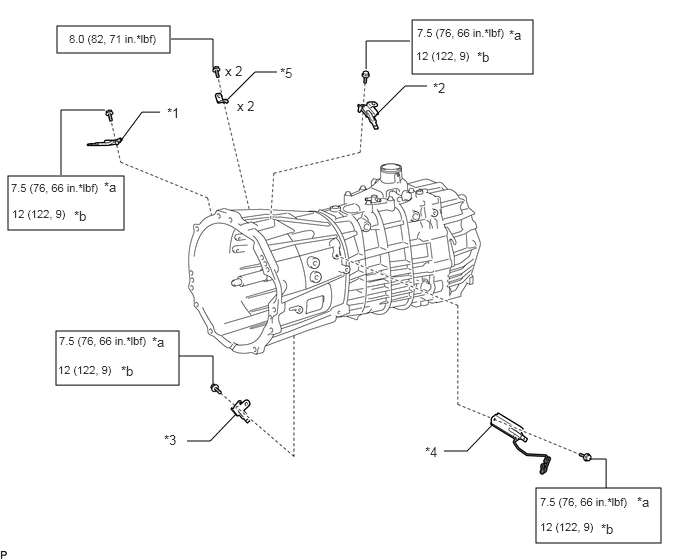 8.0 (82, 71 in.*lbf)
x 2
*5
x 2
7.5 (76, 66 in.*lbf) *a
12 (122, 9) *b
*2
*1
7.5 (76, 66 in.*lbf) *a
12 (122, 9) *b
7.5 (76, 66 in.*lbf) *a
12 (122, 9) *b
*3
*4
7.5 (76, 66 in.*lbf) *a
12 (122, 9) *b
P